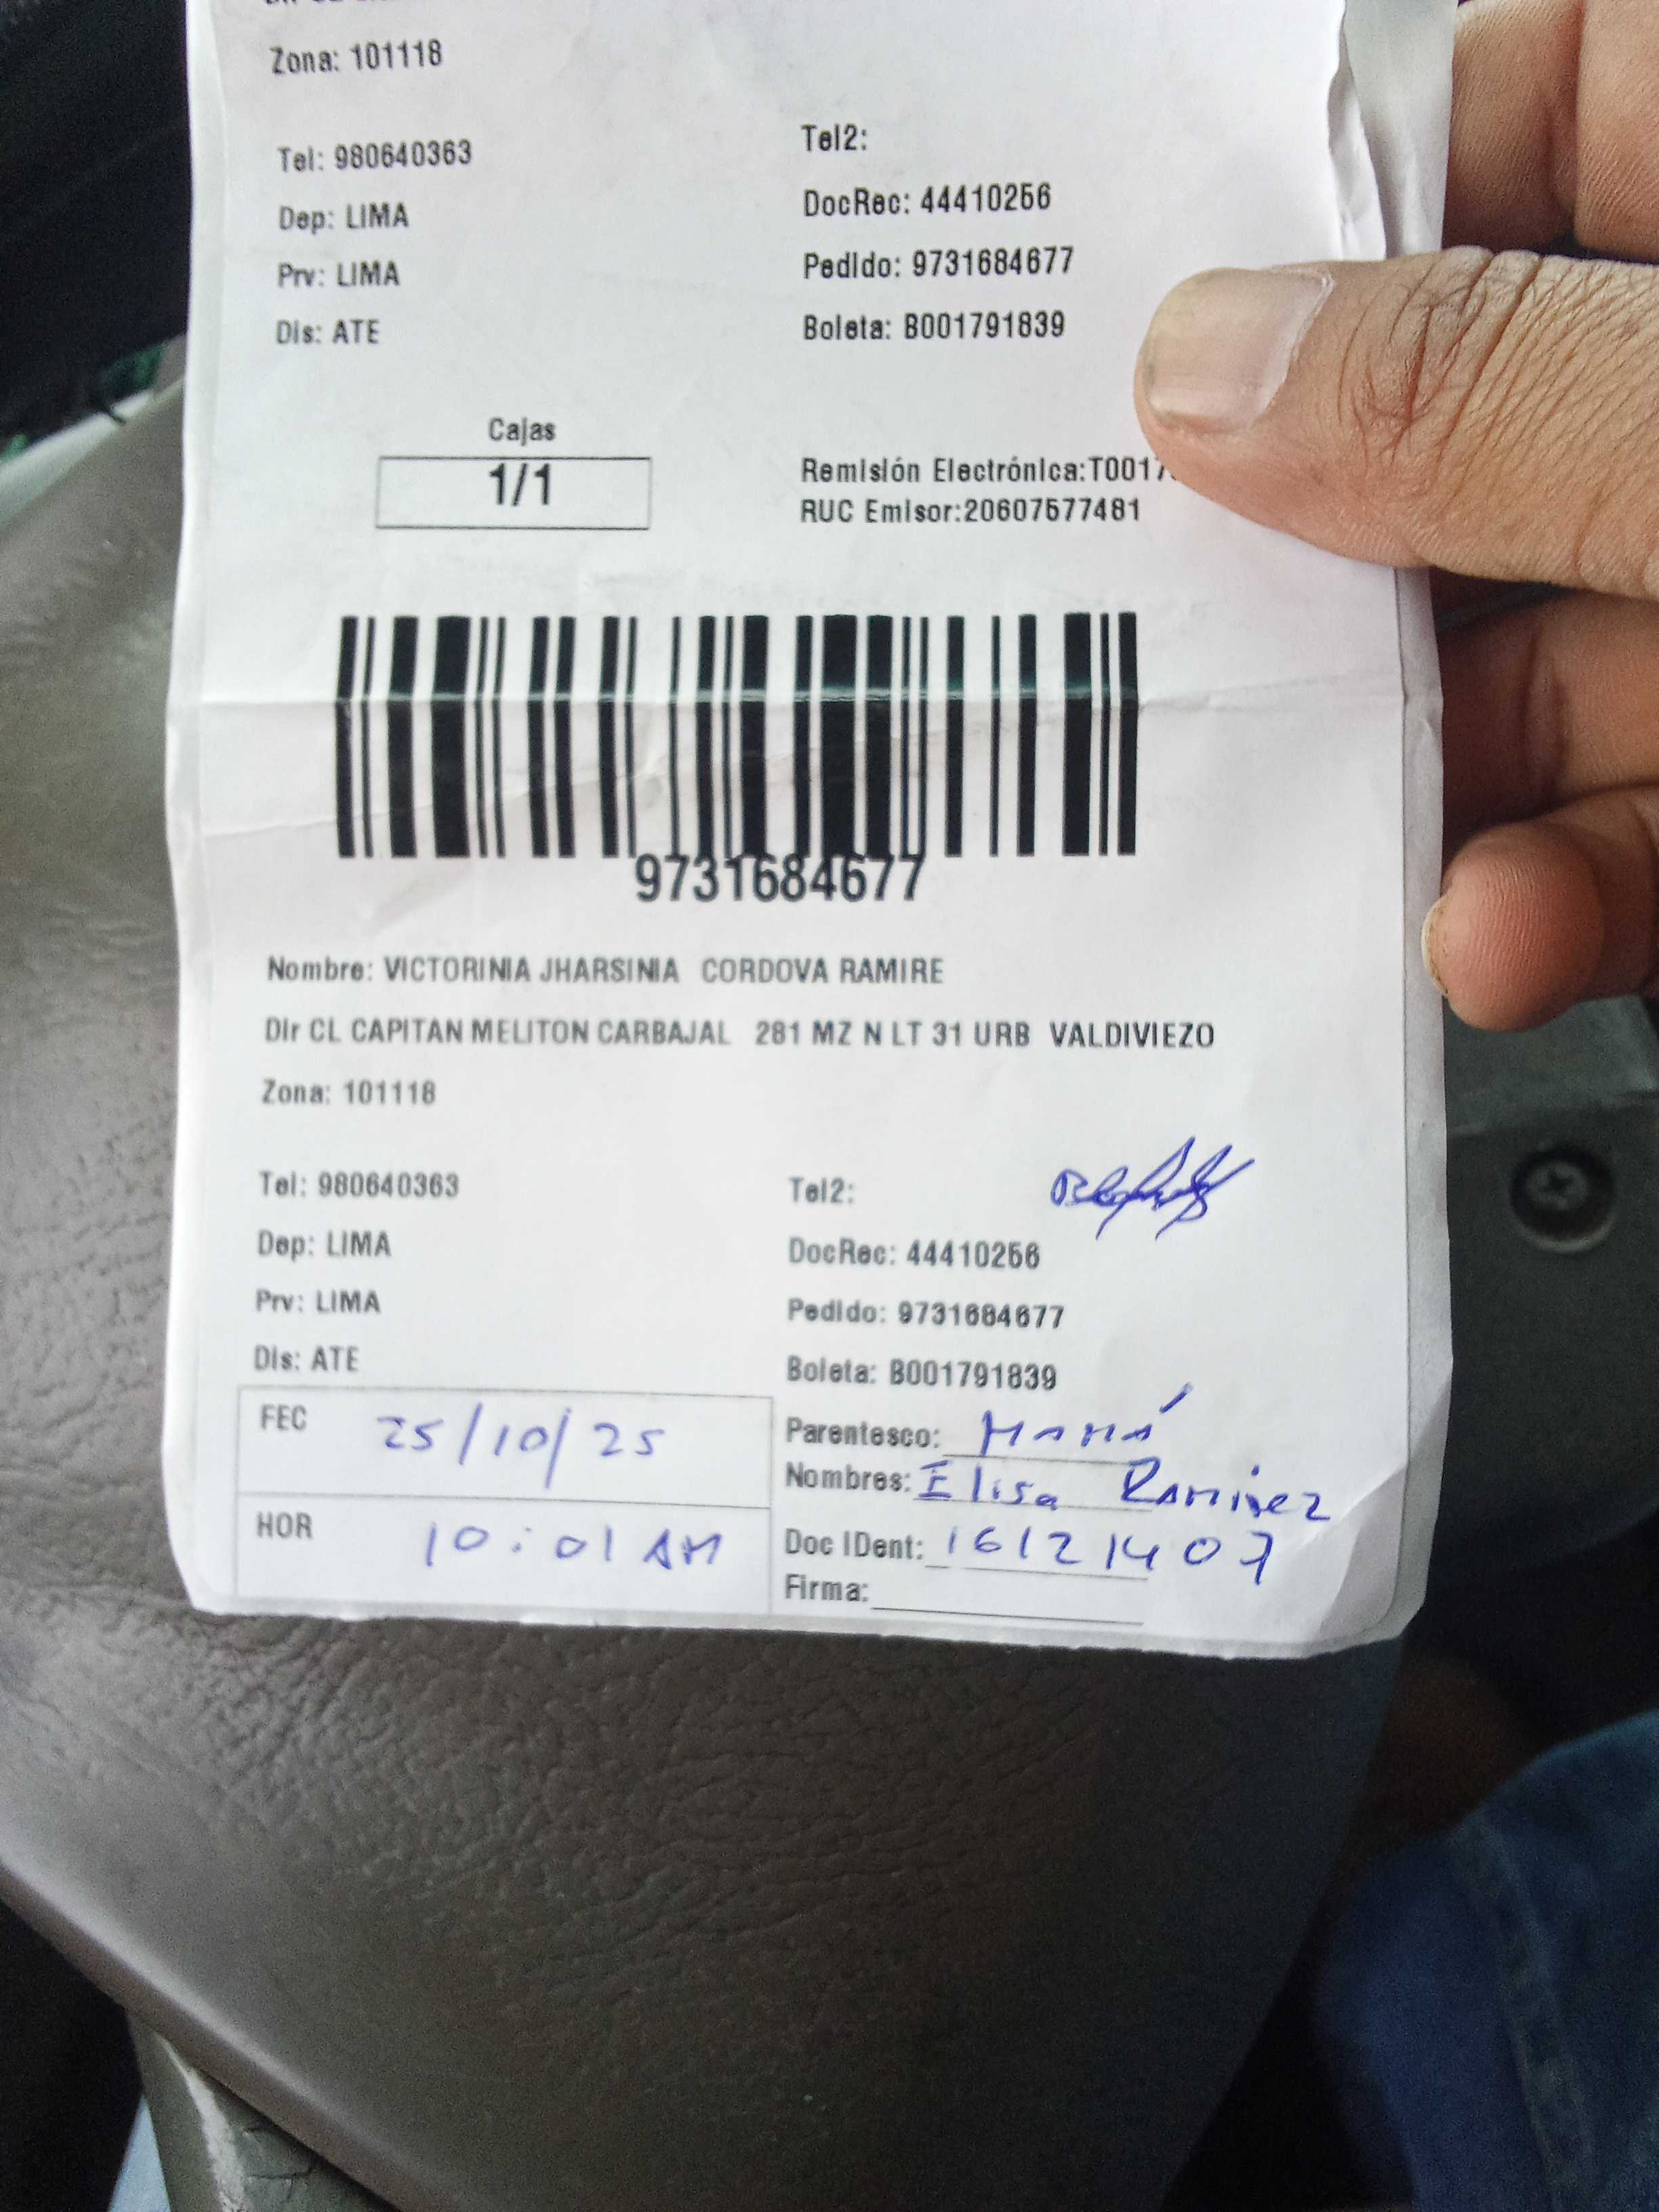 Zona: 101118
Tel: 980640363 Tel2:
Dep: LIMA DocRec: 44410256
Prv: LIMA Pedido: 9731684677
Dis: ATE Boleta: B001791839
Cajas
1/1
Remisión Electrónica:T0017
RUC Emisor:20607577481
9731684677
Nombre: VICTORINIA JHARSINIA CORDOVA RAMIRE
Dir CL CAPITAN MELITON CARBAJAL 281 MZ N LT 31 URB VALDIVIEZO
Zona: 101118
Tel: 980640363 Tel2:
Dep: LIMA DocRec: 44410256
Prv: LIMA Pedido: 9731684677
Dis: ATE Boleta: B001791839
FEC 25/10/25
Parentesco: MAMÁ
Nombres: Elisa Ramirez
HOR 10:01 AM
Doc IDent: 16121407
Firma: